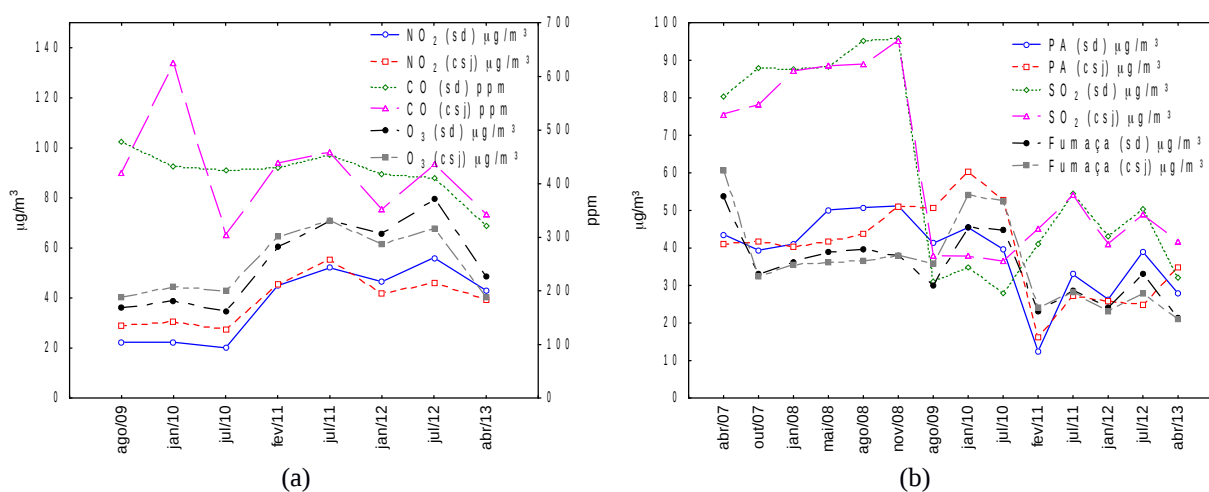 140
120
100
80
60
40
20
0
µg/m³
700
600
500
400
300
200
100
0
ppm
NO₂ (sd) µg/m³
NO₂ (csj) µg/m³
CO (sd) ppm
CO (csj) ppm
O₃ (sd) µg/m³
O₃ (csj) µg/m³
ago/09
jan/10
jul/10
fev/11
jul/11
jan/12
jul/12
abr/13
(a)
100
90
80
70
60
50
40
30
20
10
0
µg/m³
PA (sd) µg/m³
PA (csj) µg/m³
SO₂ (sd) µg/m³
SO₂ (csj) µg/m³
Fumaça (sd) µg/m³
Fumaça (csj) µg/m³
abr/07
out/07
jan/08
mai/08
ago/08
nov/08
ago/09
jan/10
jul/10
fev/11
jul/11
jan/12
jul/12
abr/13
(b)